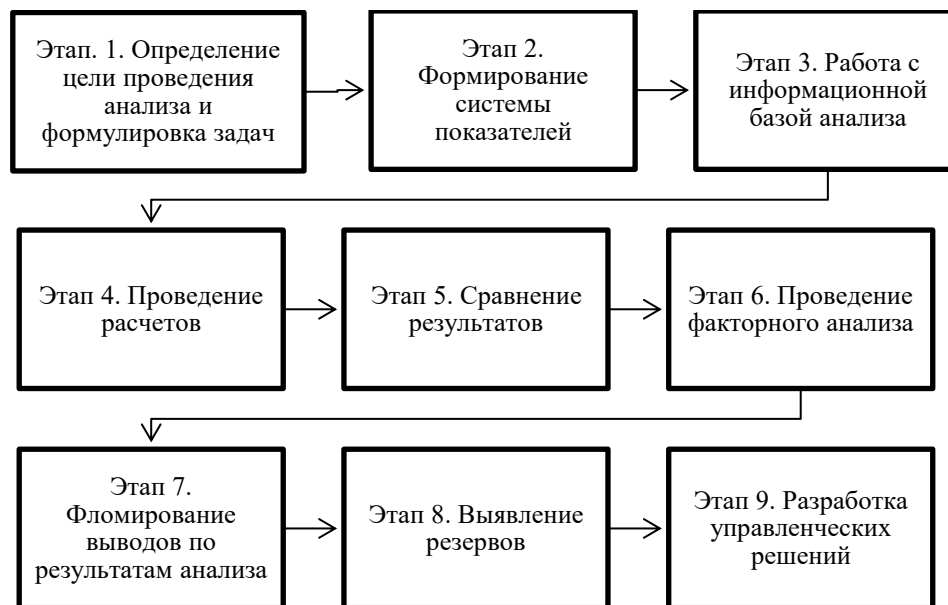 Этап. 1. Определение
цели проведения
анализа и
формулировка задач
Этап 2.
Формирование
системы
показателей
Этап 3. Работа с
информационной
базой анализа
Этап 4. Проведение
расчетов
Этап 5. Сравнение
результатов
Этап 6. Проведение
факторного анализа
Этап 7.
Фломирование
выводов по
результатам анализа
Этап 8. Выявление
резервов
Этап 9. Разработка
управленческих
решений